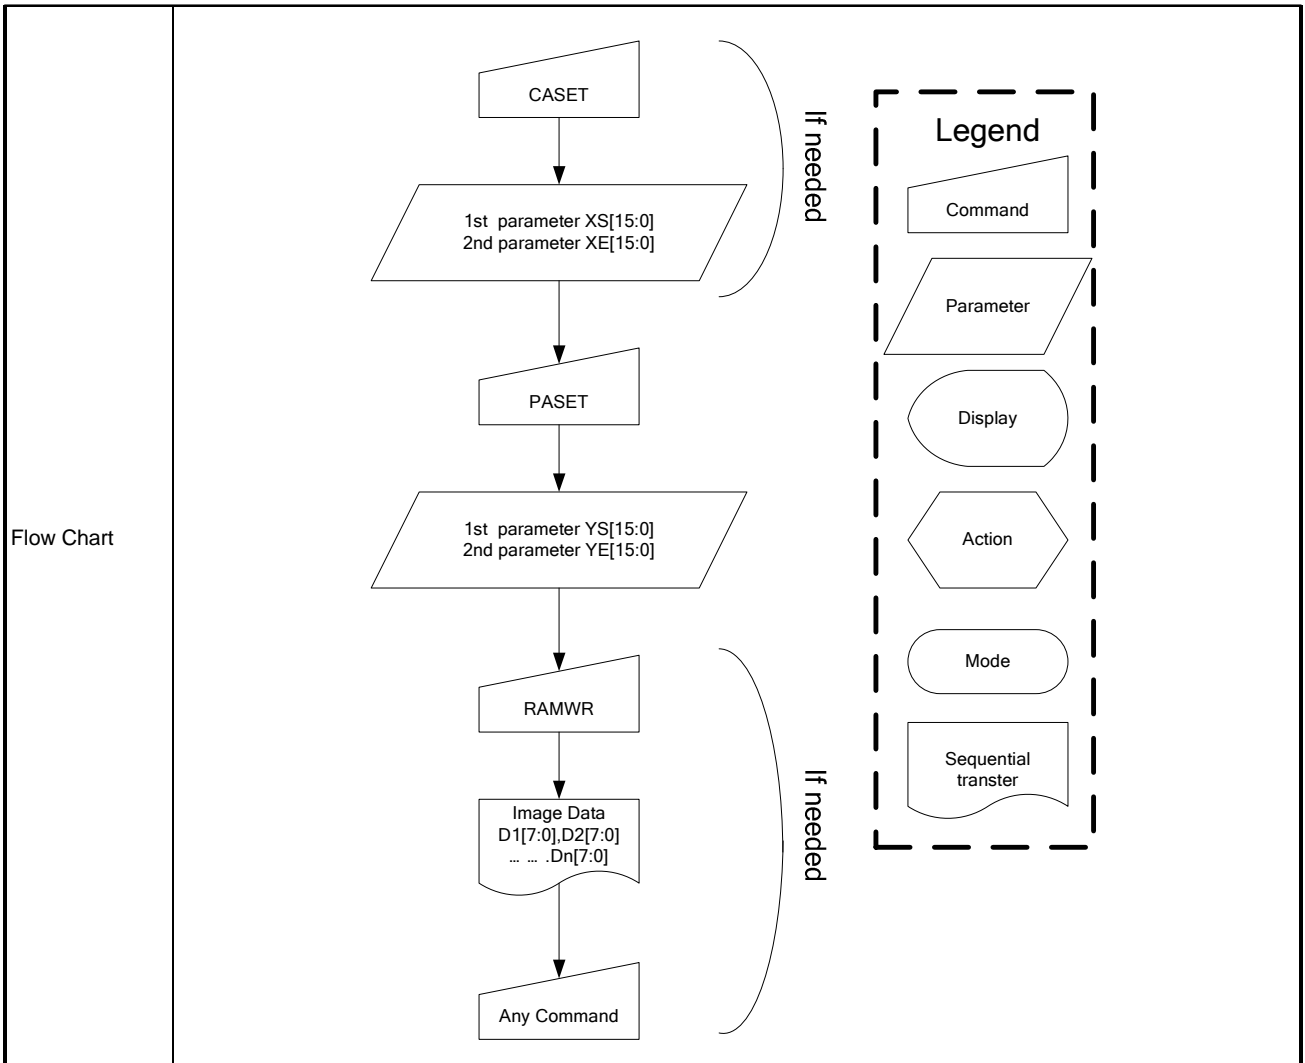 Flow Chart
CASET
1st parameter XS[15:0]
2nd parameter XE[15:0]
If needed
PASET
1st parameter YS[15:0]
2nd parameter YE[15:0]
RAMWR
Image Data
D1[7:0],D2[7:0]
... ... .Dn[7:0]
Any Command
If needed
Legend
Command
Parameter
Display
Action
Mode
Sequential
transter